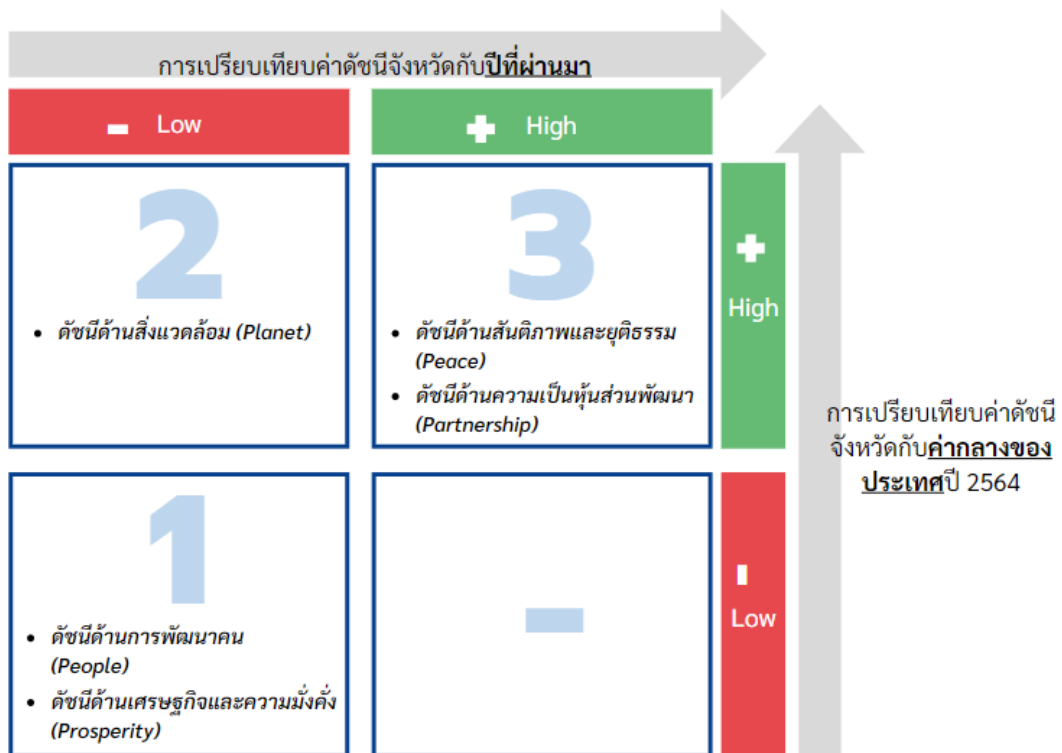 การเปรียบเทียบค่าดัชนีจังหวัดกับปีที่ผ่านมา
- Low
+ High
2
• ดัชนีด้านสิ่งแวดล้อม (Planet)
3
• ดัชนีด้านสันติภาพและยุติธรรม
(Peace)
• ดัชนีด้านความเป็นหุ้นส่วนพัฒนา
(Partnership)
+
High
การเปรียบเทียบค่าดัชนี
จังหวัดกับค่ากลางของ
ประเทศปี 2564
1
• ดัชนีด้านการพัฒนาคน
(People)
• ดัชนีด้านเศรษฐกิจและความมั่งคั่ง
(Prosperity)
-
-
Low